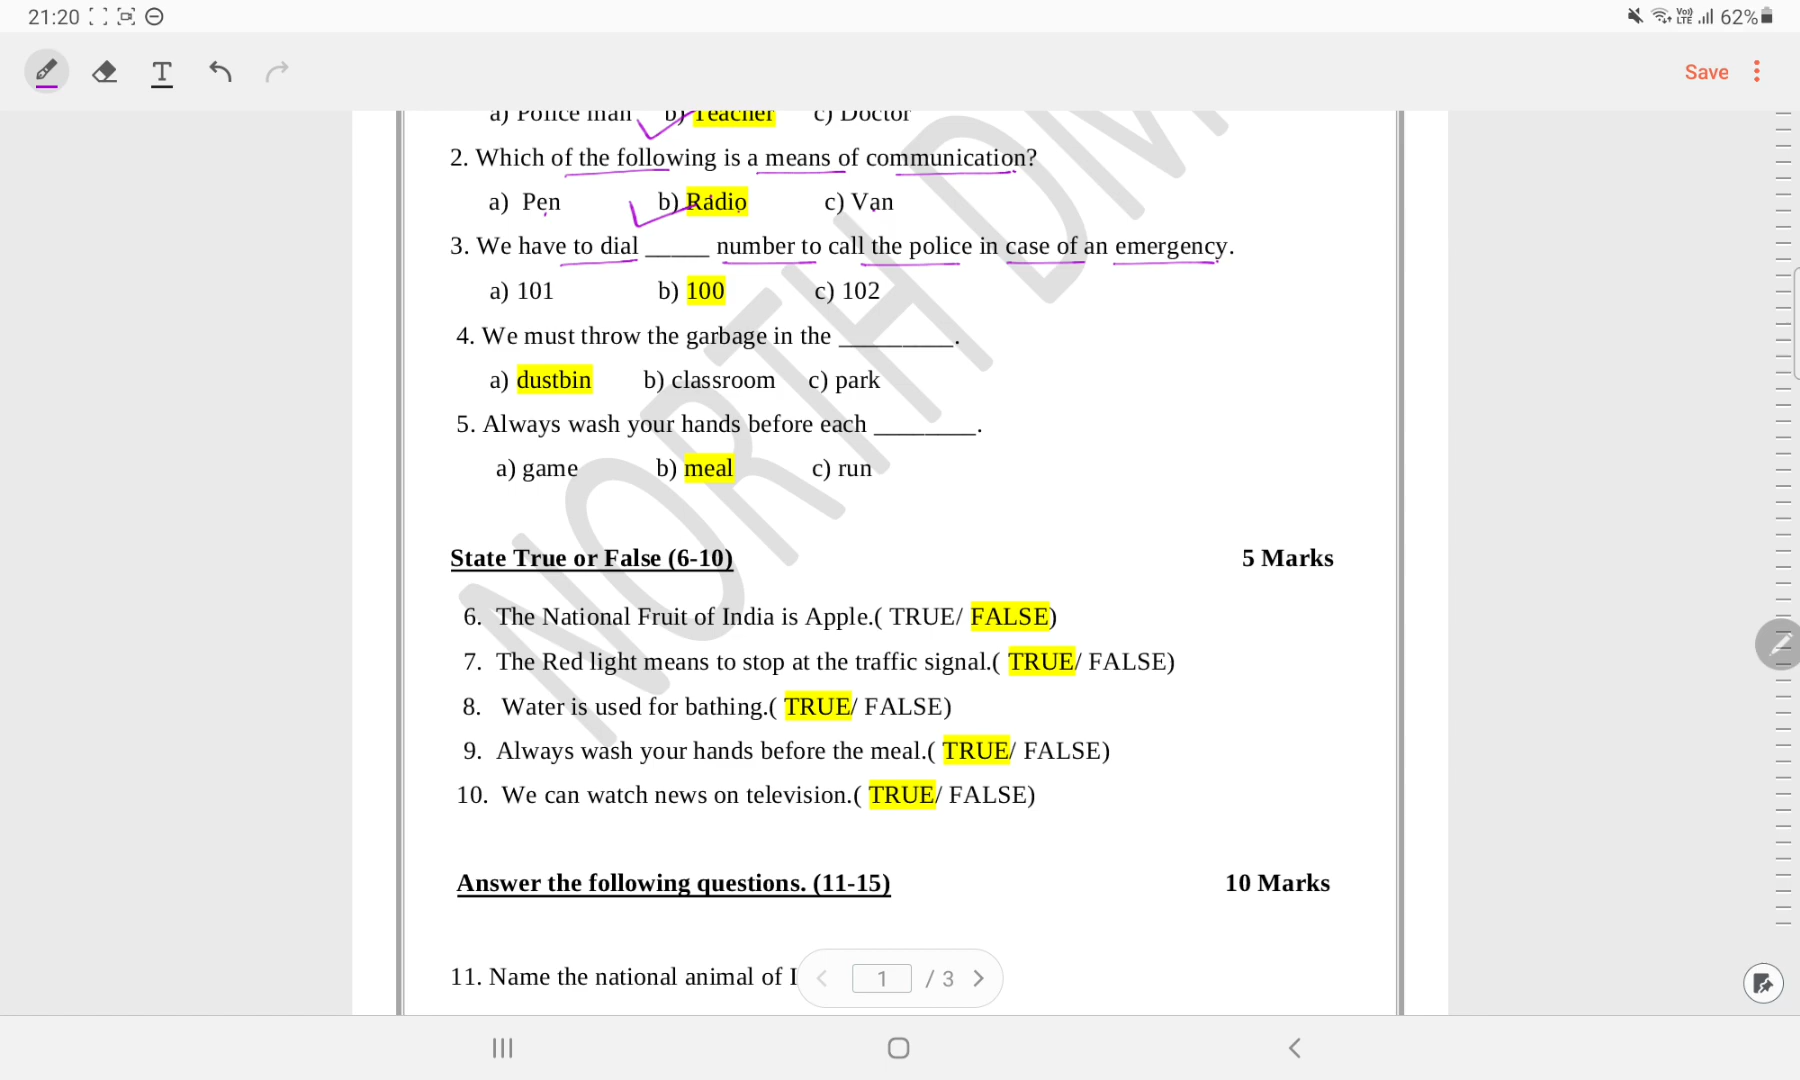 21:20
VoD LTE 62%
T
Save
a) Police man b) Teacher c) Doctor
2. Which of the following is a means of communication?
a) Pen b) Radio c) Van
3. We have to dial _____ number to call the police in case of an emergency.
a) 101 b) 100 c) 102
4. We must throw the garbage in the _________.
a) dustbin b) classroom c) park
5. Always wash your hands before each ________.
a) game b) meal c) run
State True or False (6-10) 5 Marks
6. The National Fruit of India is Apple.( TRUE/ FALSE)
7. The Red light means to stop at the traffic signal.( TRUE/ FALSE)
8. Water is used for bathing.( TRUE/ FALSE)
9. Always wash your hands before the meal.( TRUE/ FALSE)
10. We can watch news on television.( TRUE/ FALSE)
Answer the following questions. (11-15) 10 Marks
11. Name the national animal of I
1 / 3
NORTH DM